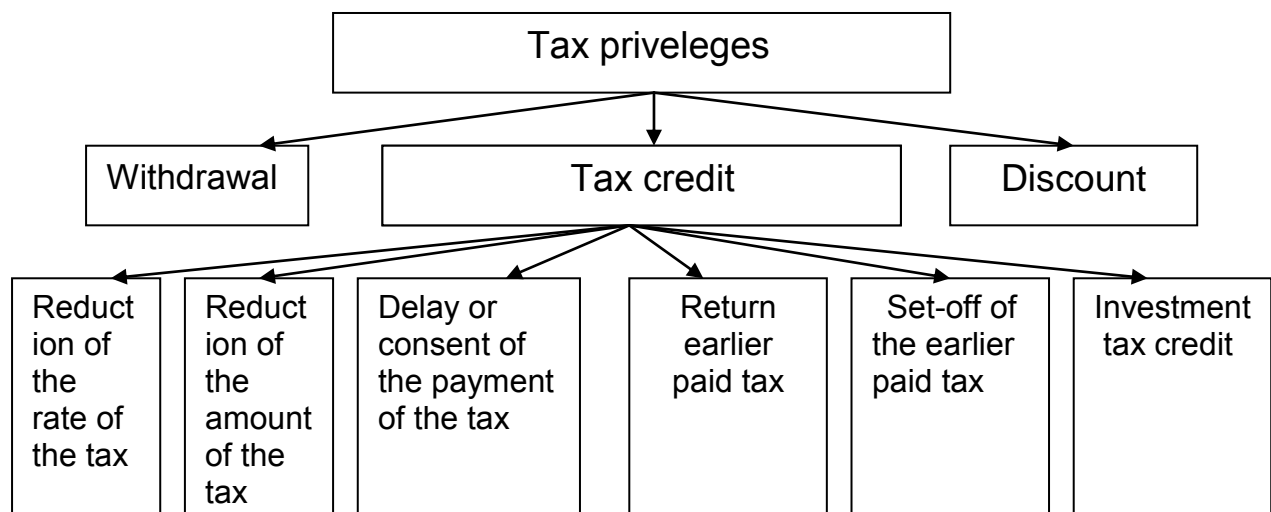 Tax priveleges
Withdrawal
Tax credit
Discount
Reduct
ion of
the
rate of
the tax
Reduct
ion of
the
amount
of the
tax
Delay or
consent of
the payment
of the tax
Return
earlier
paid tax
Set-off of
the earlier
paid tax
Investment
tax credit